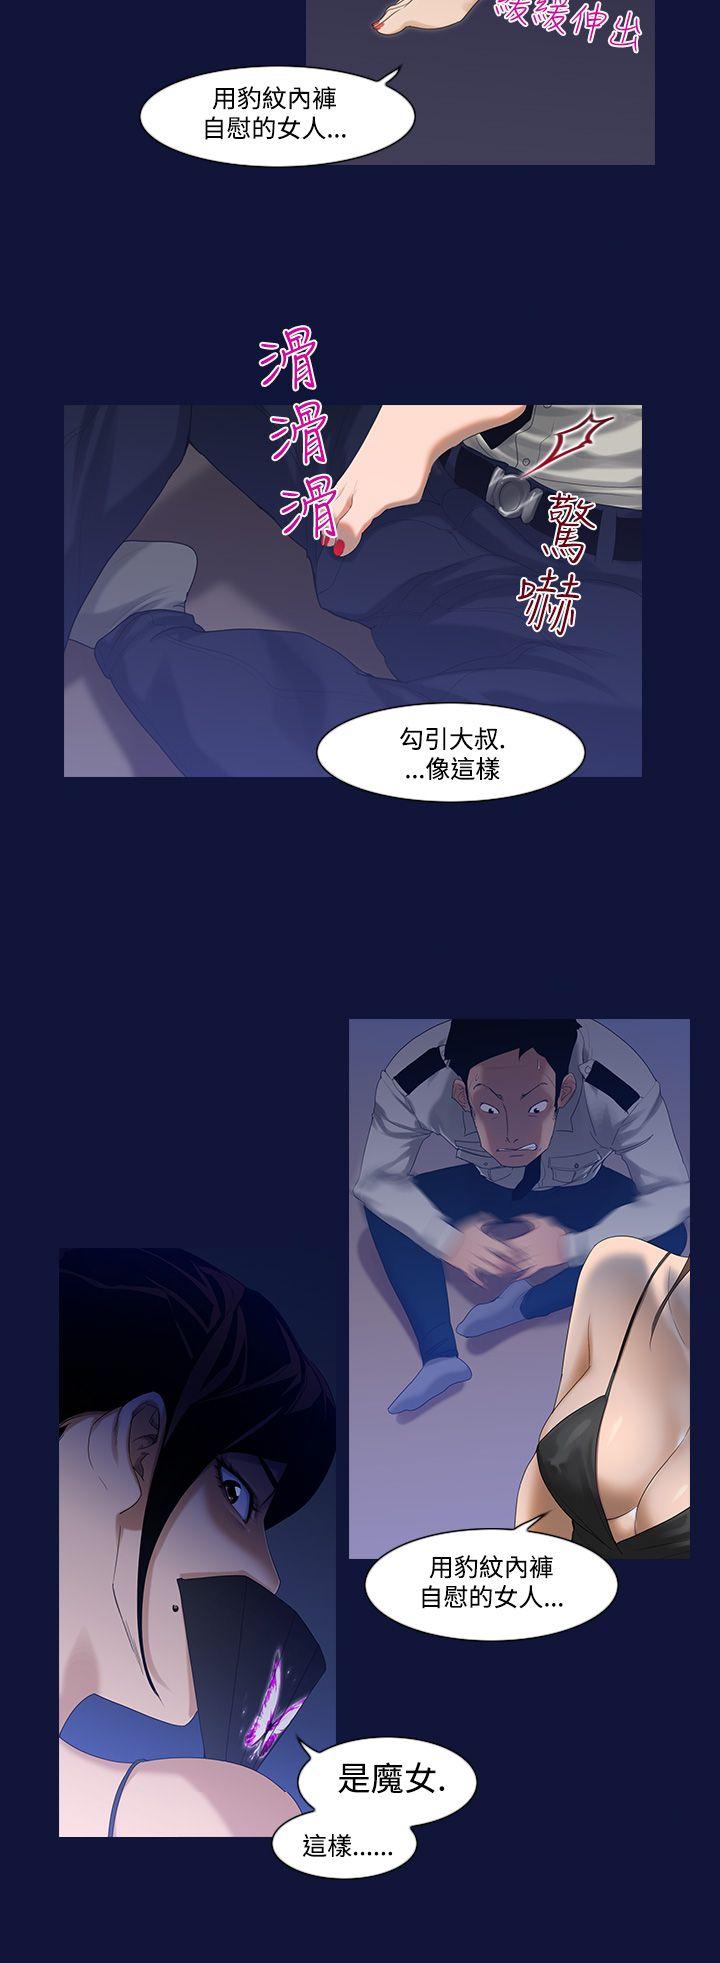 緩緩伸出
用豹紋內褲
自慰的女人...
滑滑滑
驚嚇
勾引大叔.
...像這樣
用豹紋內褲
自慰的女人...
是魔女.
這樣......